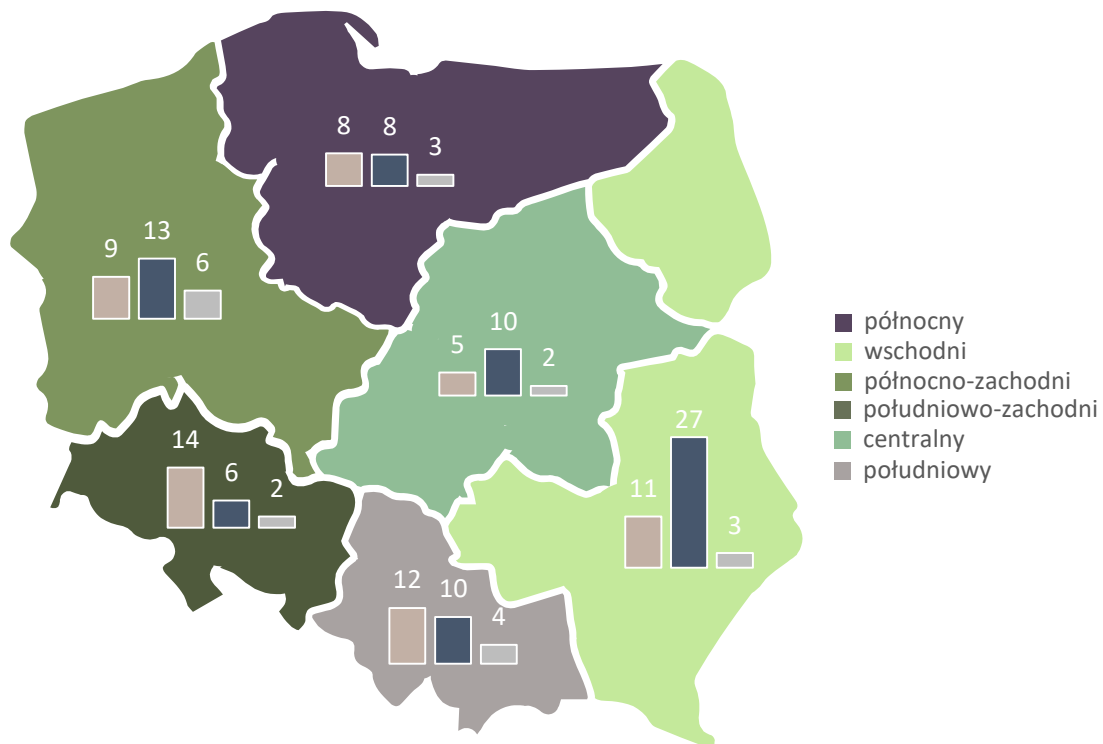 8 8 3
9 13 6
5 10 2
14 6 2
11 27 3
12 10 4
północny
wschodni
północno-zachodni
południowo-zachodni
centralny
południowy